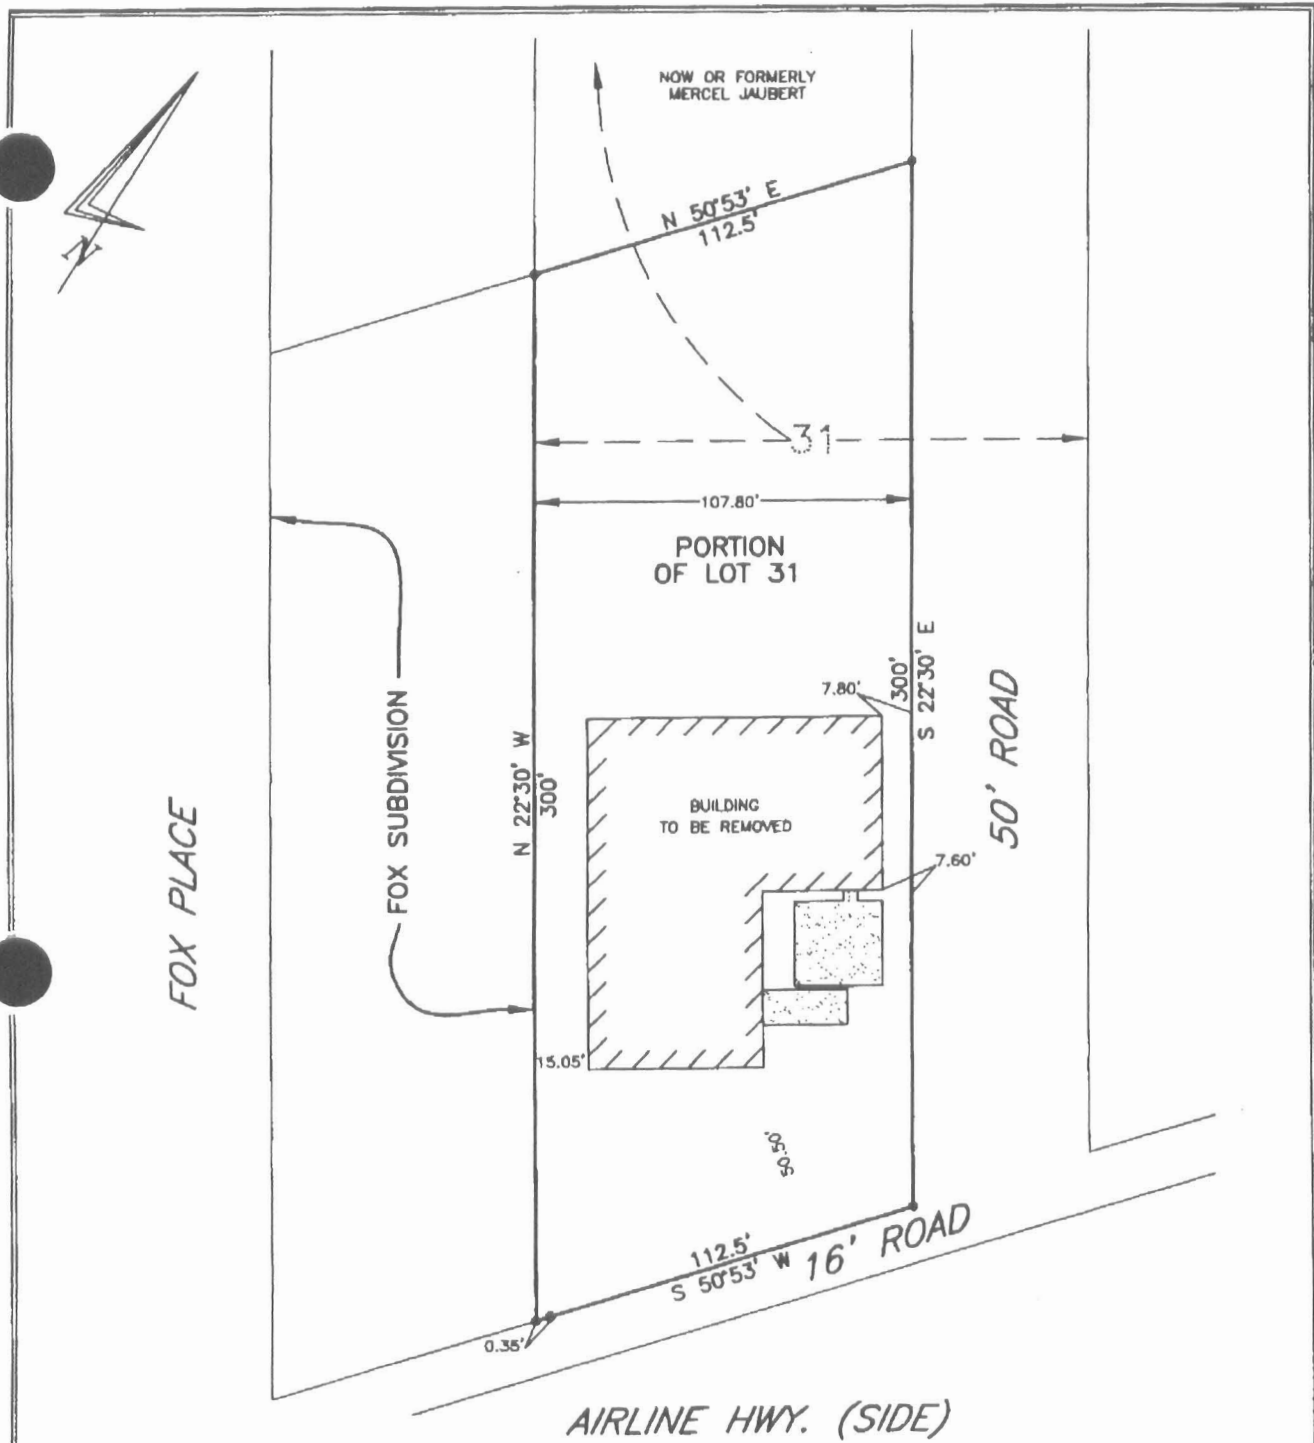 NOW OR FORMERLY
MERCEL JAUBERT
N 50°53' E
112.5'
N
31
107.80'
PORTION
OF LOT 31
7.80'
300'
S 22°30' E
50' ROAD
FOX SUBDIVISION
N 22°30' W
300'
FOX PLACE
BUILDING
TO BE REMOVED
7.60'
15.05'
50.50'
112.5'
S 50°53' W
16' ROAD
0.35'
AIRLINE HWY. (SIDE)